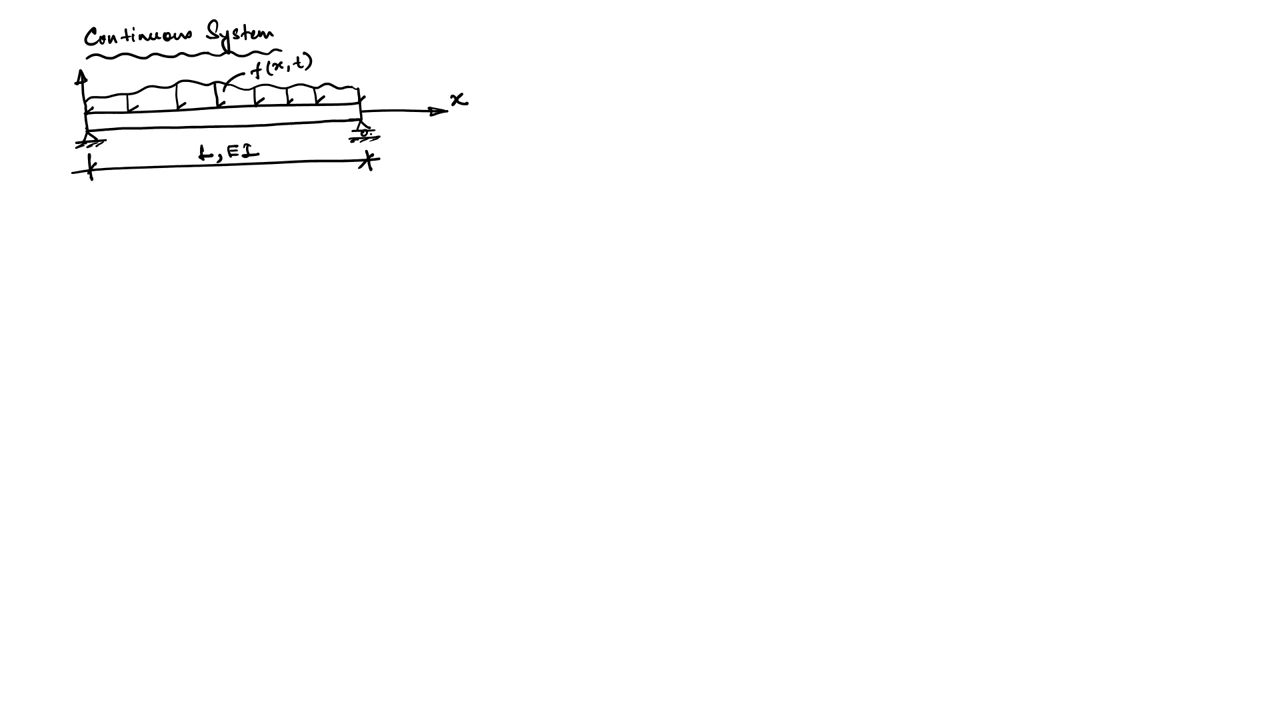 Continuous System
f(x,t)
x
L, EI